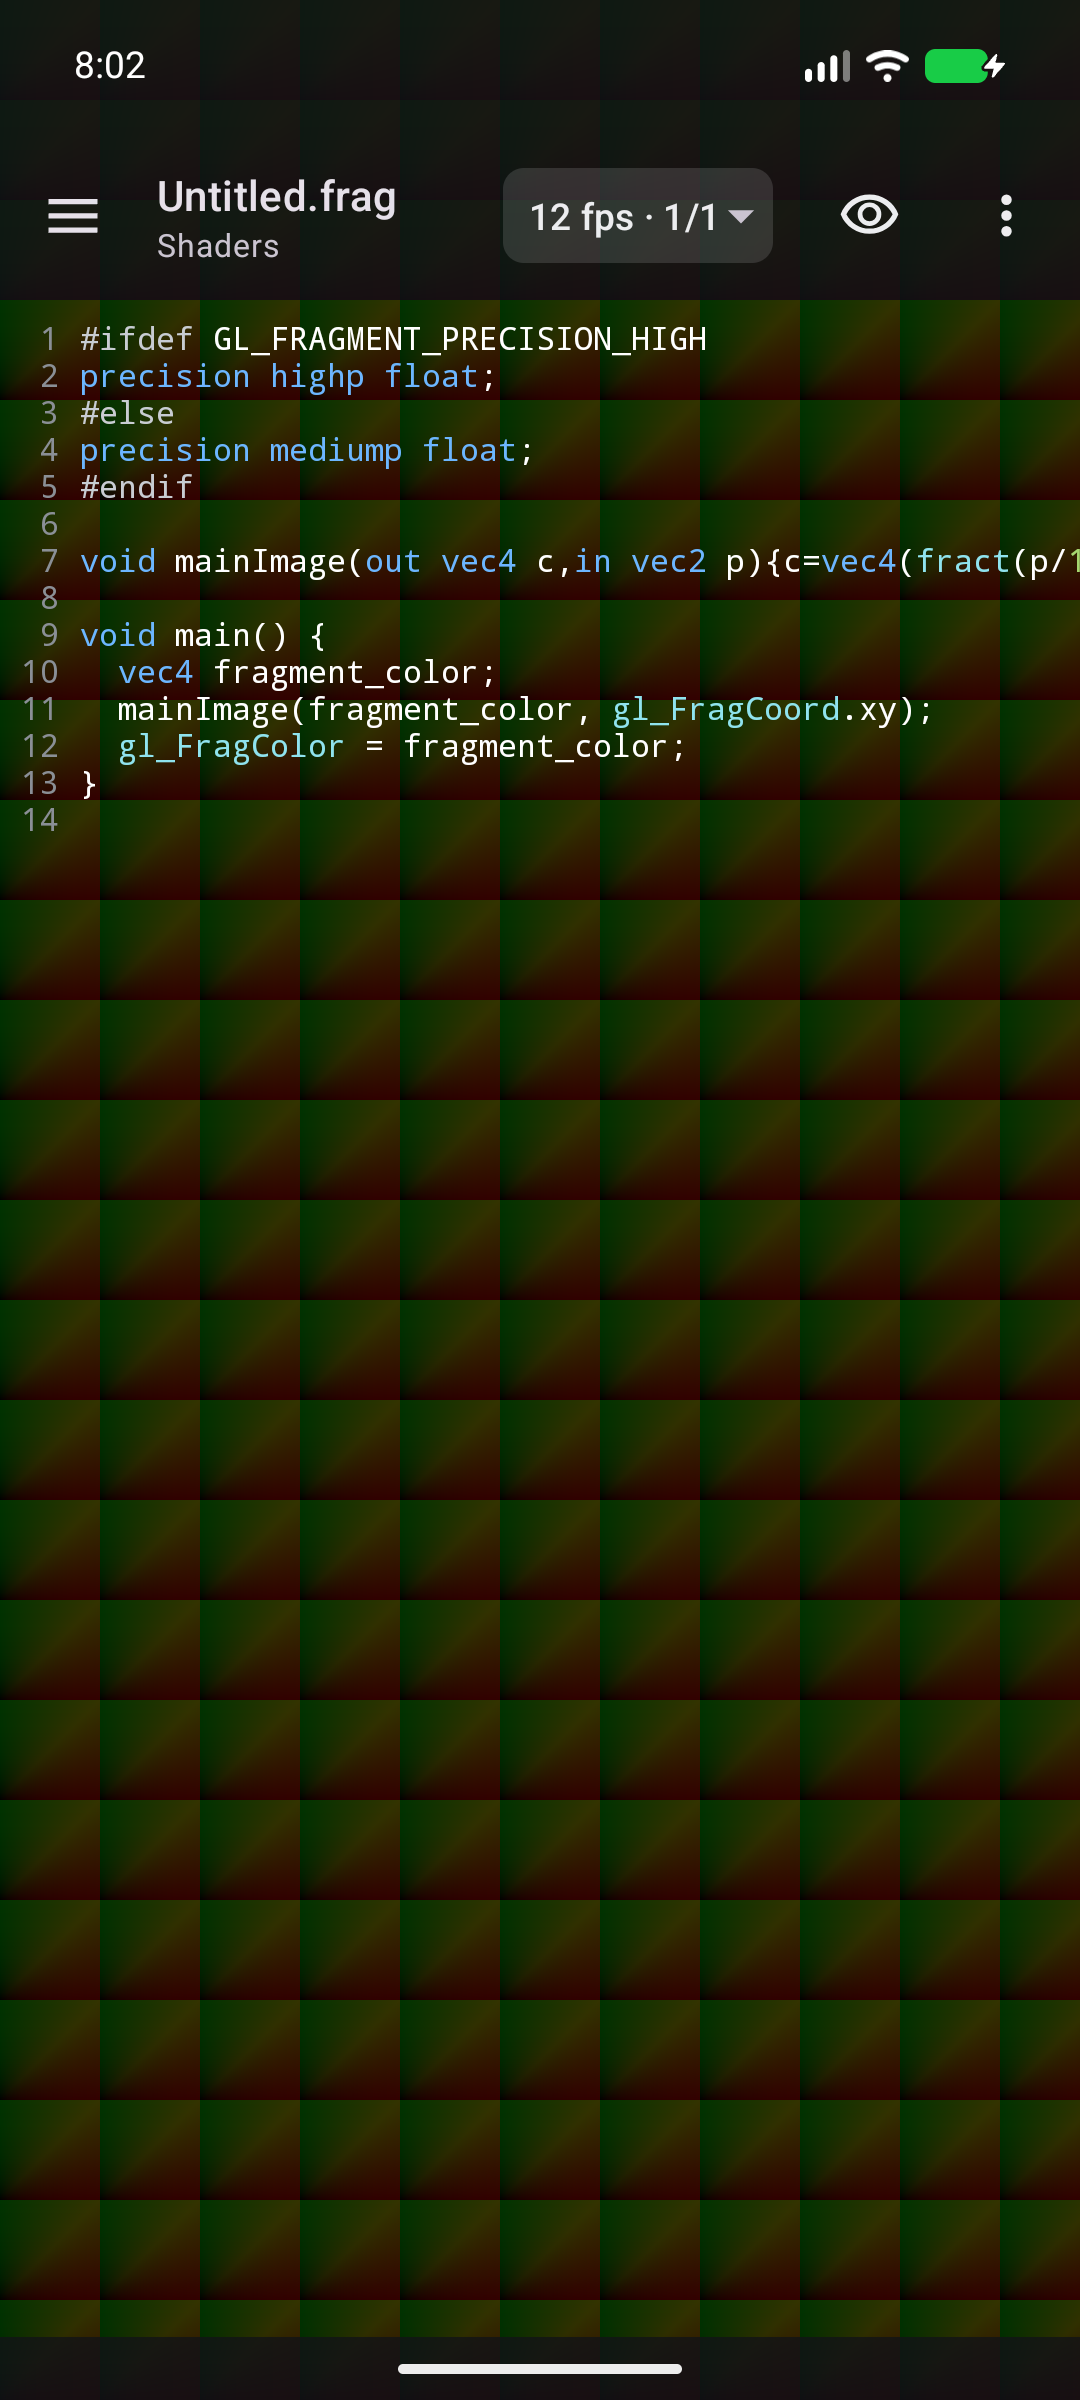 8:02
Untitled.frag
Shaders
12 fps · 1/1
1 #ifdef GL_FRAGMENT_PRECISION_HIGH
2 precision highp float;
3 #else
4 precision mediump float;
5 #endif
6
7 void mainImage(out vec4 c,in vec2 p){c=vec4(fract(p/1
8
9 void main() {
10   vec4 fragment_color;
11   mainImage(fragment_color, gl_FragCoord.xy);
12   gl_FragColor = fragment_color;
13 }
14